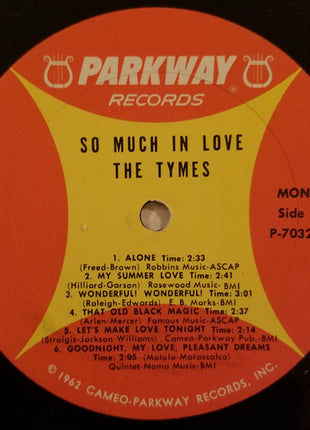 PARKWAY
®
RECORDS
SO MUCH IN LOVE
THE TYMES
MON
Side
P-7032
1. ALONE Time: 2:33
(Freed-Brown) Robbins Music-ASCAP
2. MY SUMMER LOVE Time: 2:41
(Hilliard-Garson) Rosewood Music-BMI
3. WONDERFUL! WONDERFUL! Time: 3:01
(Raleigh-Edwards) E. B. Marks-BMI
4. THAT OLD BLACK MAGIC Time: 2:37
(Arlen-Mercer) Famous Music-ASCAP
5. LET'S MAKE LOVE TONIGHT Time: 2:14
(Straigis-Jackson-Williams) Cameo-Parkway Pub.-BMI
6. GOODNIGHT, MY LOVE, PLEASANT DREAMS
Time: 2:05 (Motola-Marascalco)
Quintet-Noma Music-BMI
©1962 CAMEO-PARKWAY RECORDS, INC.